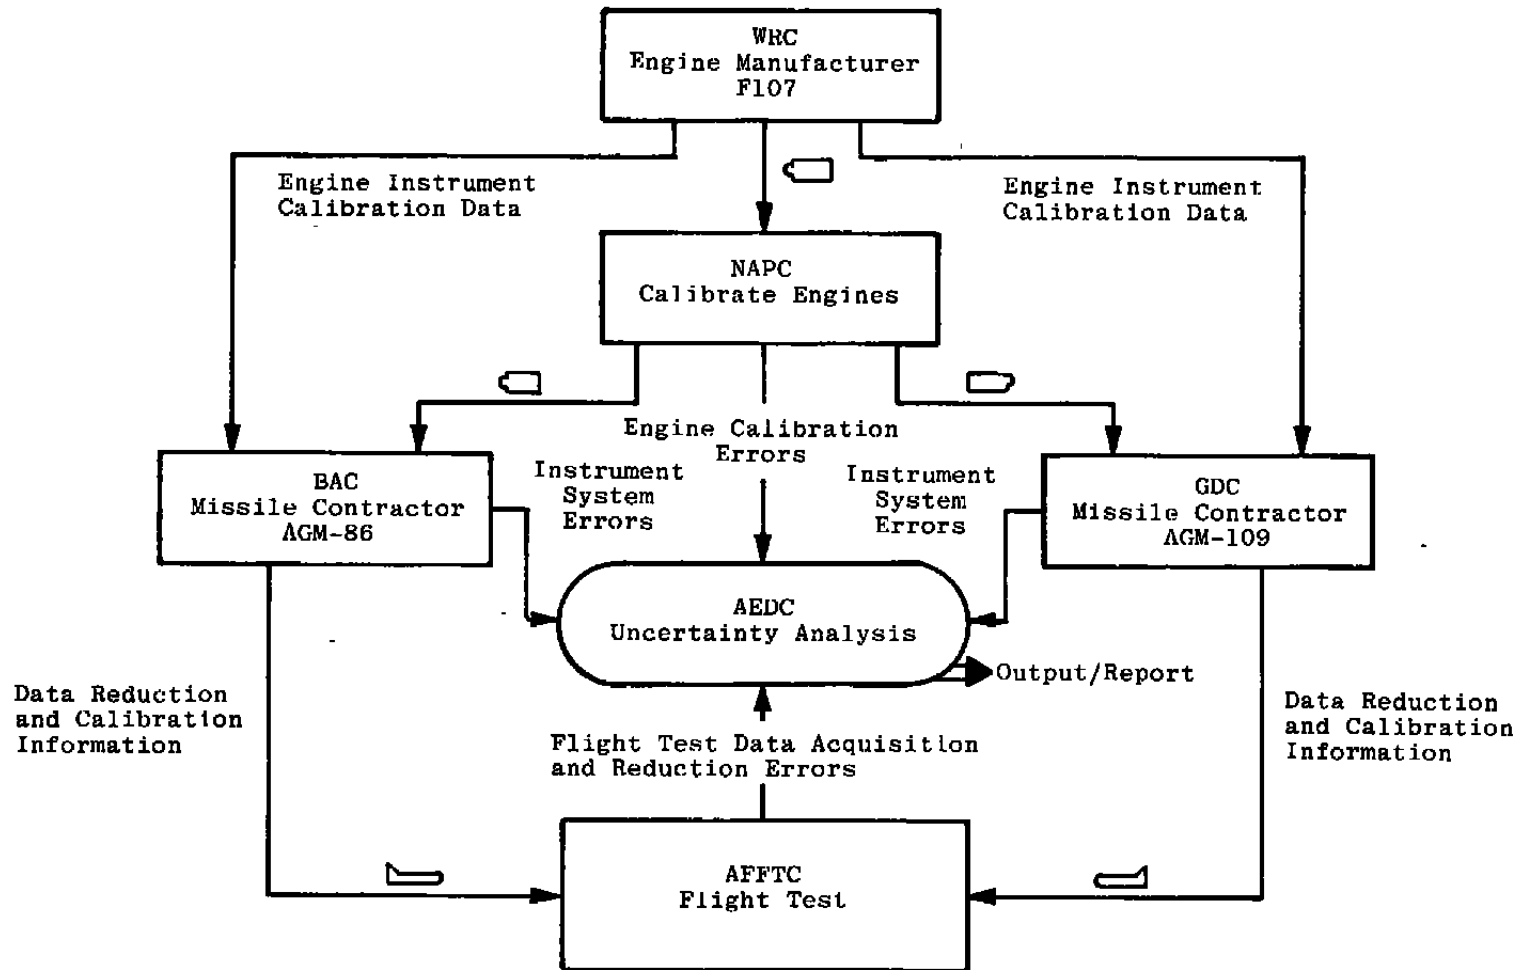 WRC
Engine Manufacturer
F107
Engine Instrument
Calibration Data
Engine Instrument
Calibration Data
NAPC
Calibrate Engines
Engine Calibration
Errors
BAC
Missile Contractor
AGM-86
Instrument
System
Errors
Instrument
System
Errors
GDC
Missile Contractor
AGM-109
AEDC
Uncertainty Analysis
Output/Report
Data Reduction
and Calibration
Information
Data Reduction
and Calibration
Information
Flight Test Data Acquisition
and Reduction Errors
AFFTC
Flight Test